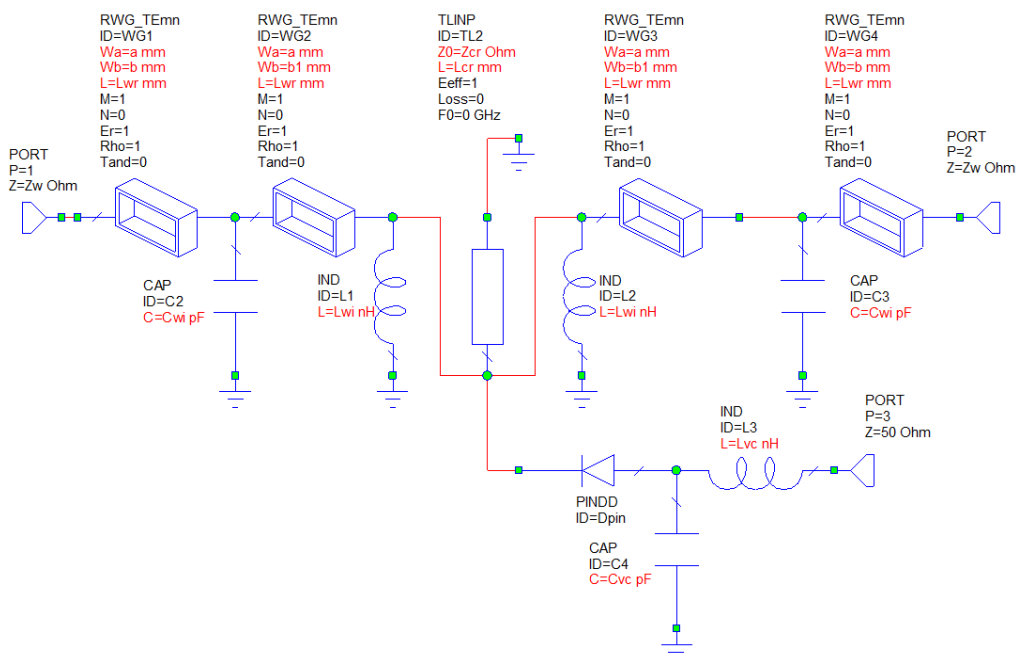 RWG_TEmn
ID=WG1
Wa=a mm
Wb=b mm
L=Lwr mm
M=1
N=0
Er=1
Rho=1
Tand=0
RWG_TEmn
ID=WG2
Wa=a mm
Wb=b1 mm
L=Lwr mm
M=1
N=0
Er=1
Rho=1
Tand=0
TLINP
ID=TL2
Z0=Zcr Ohm
L=Lcr mm
Eeff=1
Loss=0
F0=0 GHz
RWG_TEmn
ID=WG3
Wa=a mm
Wb=b1 mm
L=Lwr mm
M=1
N=0
Er=1
Rho=1
Tand=0
RWG_TEmn
ID=WG4
Wa=a mm
Wb=b mm
L=Lwr mm
M=1
N=0
Er=1
Rho=1
Tand=0
PORT
P=1
Z=Zw Ohm
PORT
P=2
Z=Zw Ohm
CAP
ID=C2
C=Cwi pF
IND
ID=L1
L=Lwi nH
IND
ID=L2
L=Lwi nH
CAP
ID=C3
C=Cwi pF
IND
ID=L3
L=Lvc nH
PORT
P=3
Z=50 Ohm
PINDD
ID=Dpin
CAP
ID=C4
C=Cvc pF